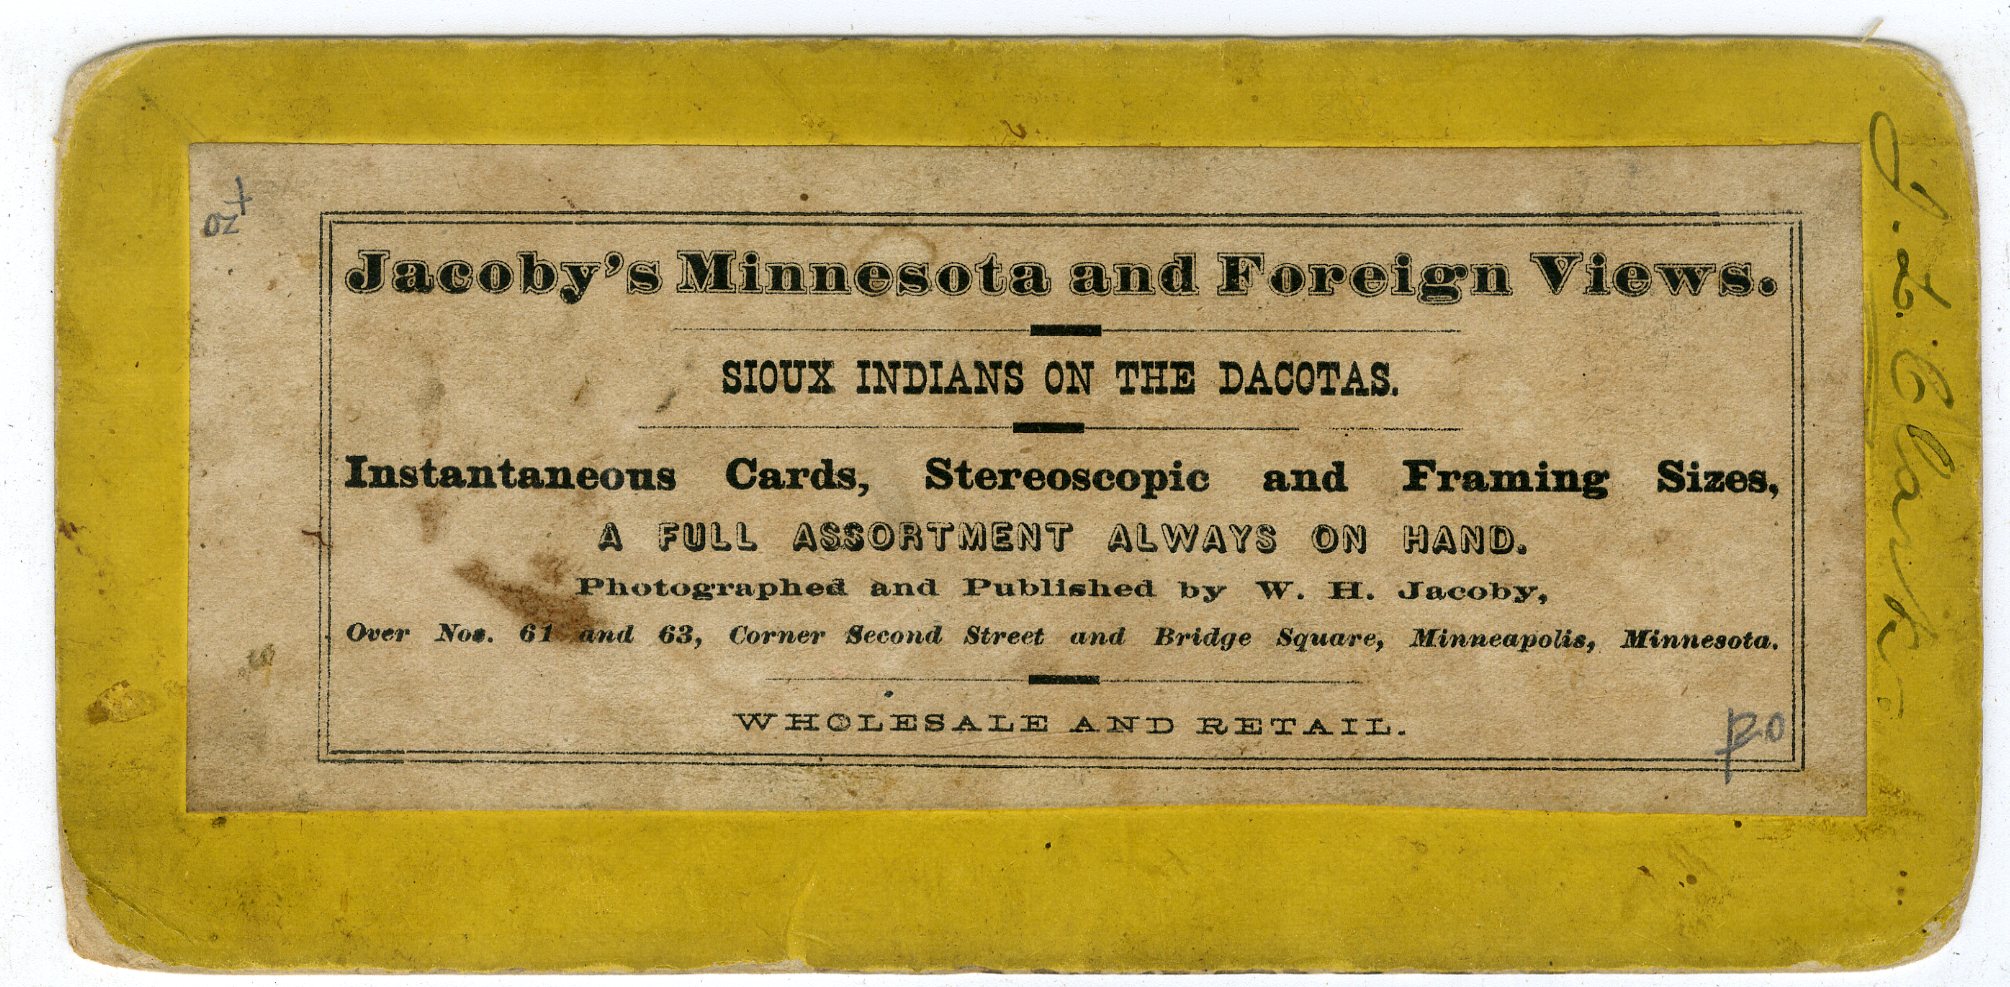 Jacoby's Minnesota and Foreign Views.
SIOUX INDIANS ON THE DACOTAS.
Instantaneous Cards, Stereoscopic and Framing Sizes,
A FULL ASSORTMENT ALWAYS ON HAND.
Photographed and Published by W. H. Jacoby,
Over Nos. 61 and 63, Corner Second Street and Bridge Square, Minneapolis, Minnesota.
WHOLESALE AND RETAIL.
J. L. Clark